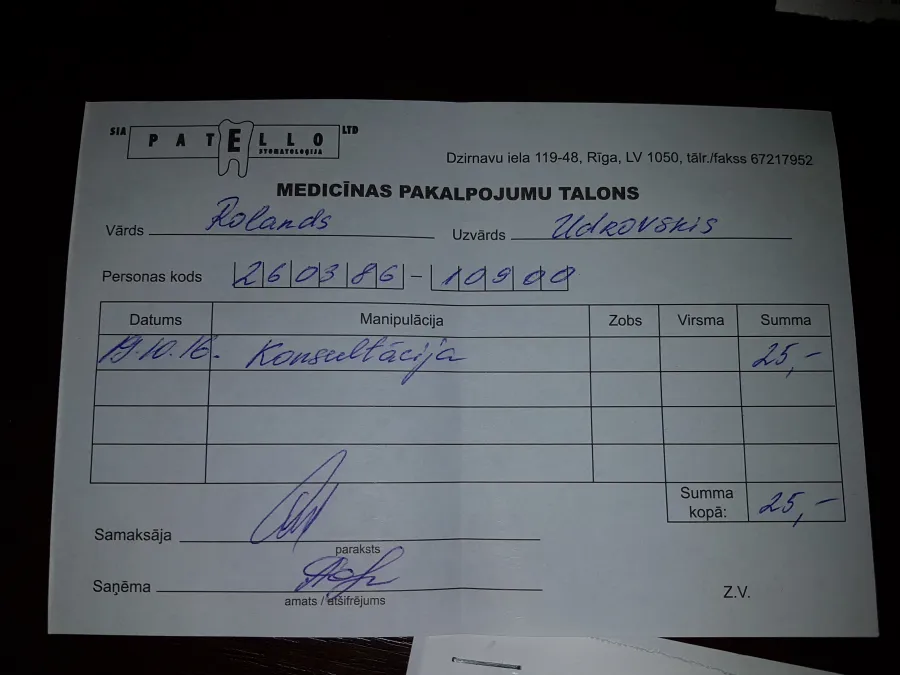 SIA PATELLO LTD
STOMATOLOĢIJA
Dzirnavu iela 119-48, Rīga, LV 1050, tālr./fakss 67217952
MEDICĪNAS PAKALPOJUMU TALONS
Vārds Rolands Uzvārds Udrovskis
Personas kods 260386-10900
Datums Manipulācija Zobs Virsma Summa
19.10.16. Konsultācija 25,-
Summa kopā: 25,-
Samaksāja
paraksts
Saņēma
amats / atšifrējums
Z.V.